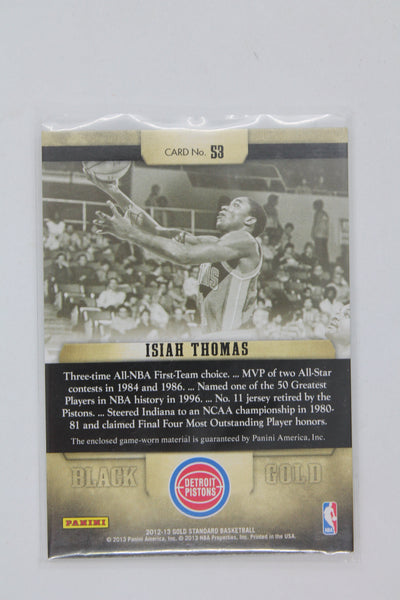 CARD No. 53
ISIAH THOMAS
Three-time All-NBA First-Team choice. ... MVP of two All-Star
contests in 1984 and 1986. ... Named one of the 50 Greatest
Players in NBA history in 1996. ... No. 11 jersey retired by the
Pistons. ... Steered Indiana to an NCAA championship in 1980-
81 and claimed Final Four Most Outstanding Player honors.
The enclosed game-worn material is guaranteed by Panini America, Inc.
BLACK GOLD
DETROIT
PISTONS
PANINI
NBA
2012-13 GOLD STANDARD BASKETBALL
© 2013 Panini America, Inc. © 2013 NBA Properties, Inc. Printed in the USA.